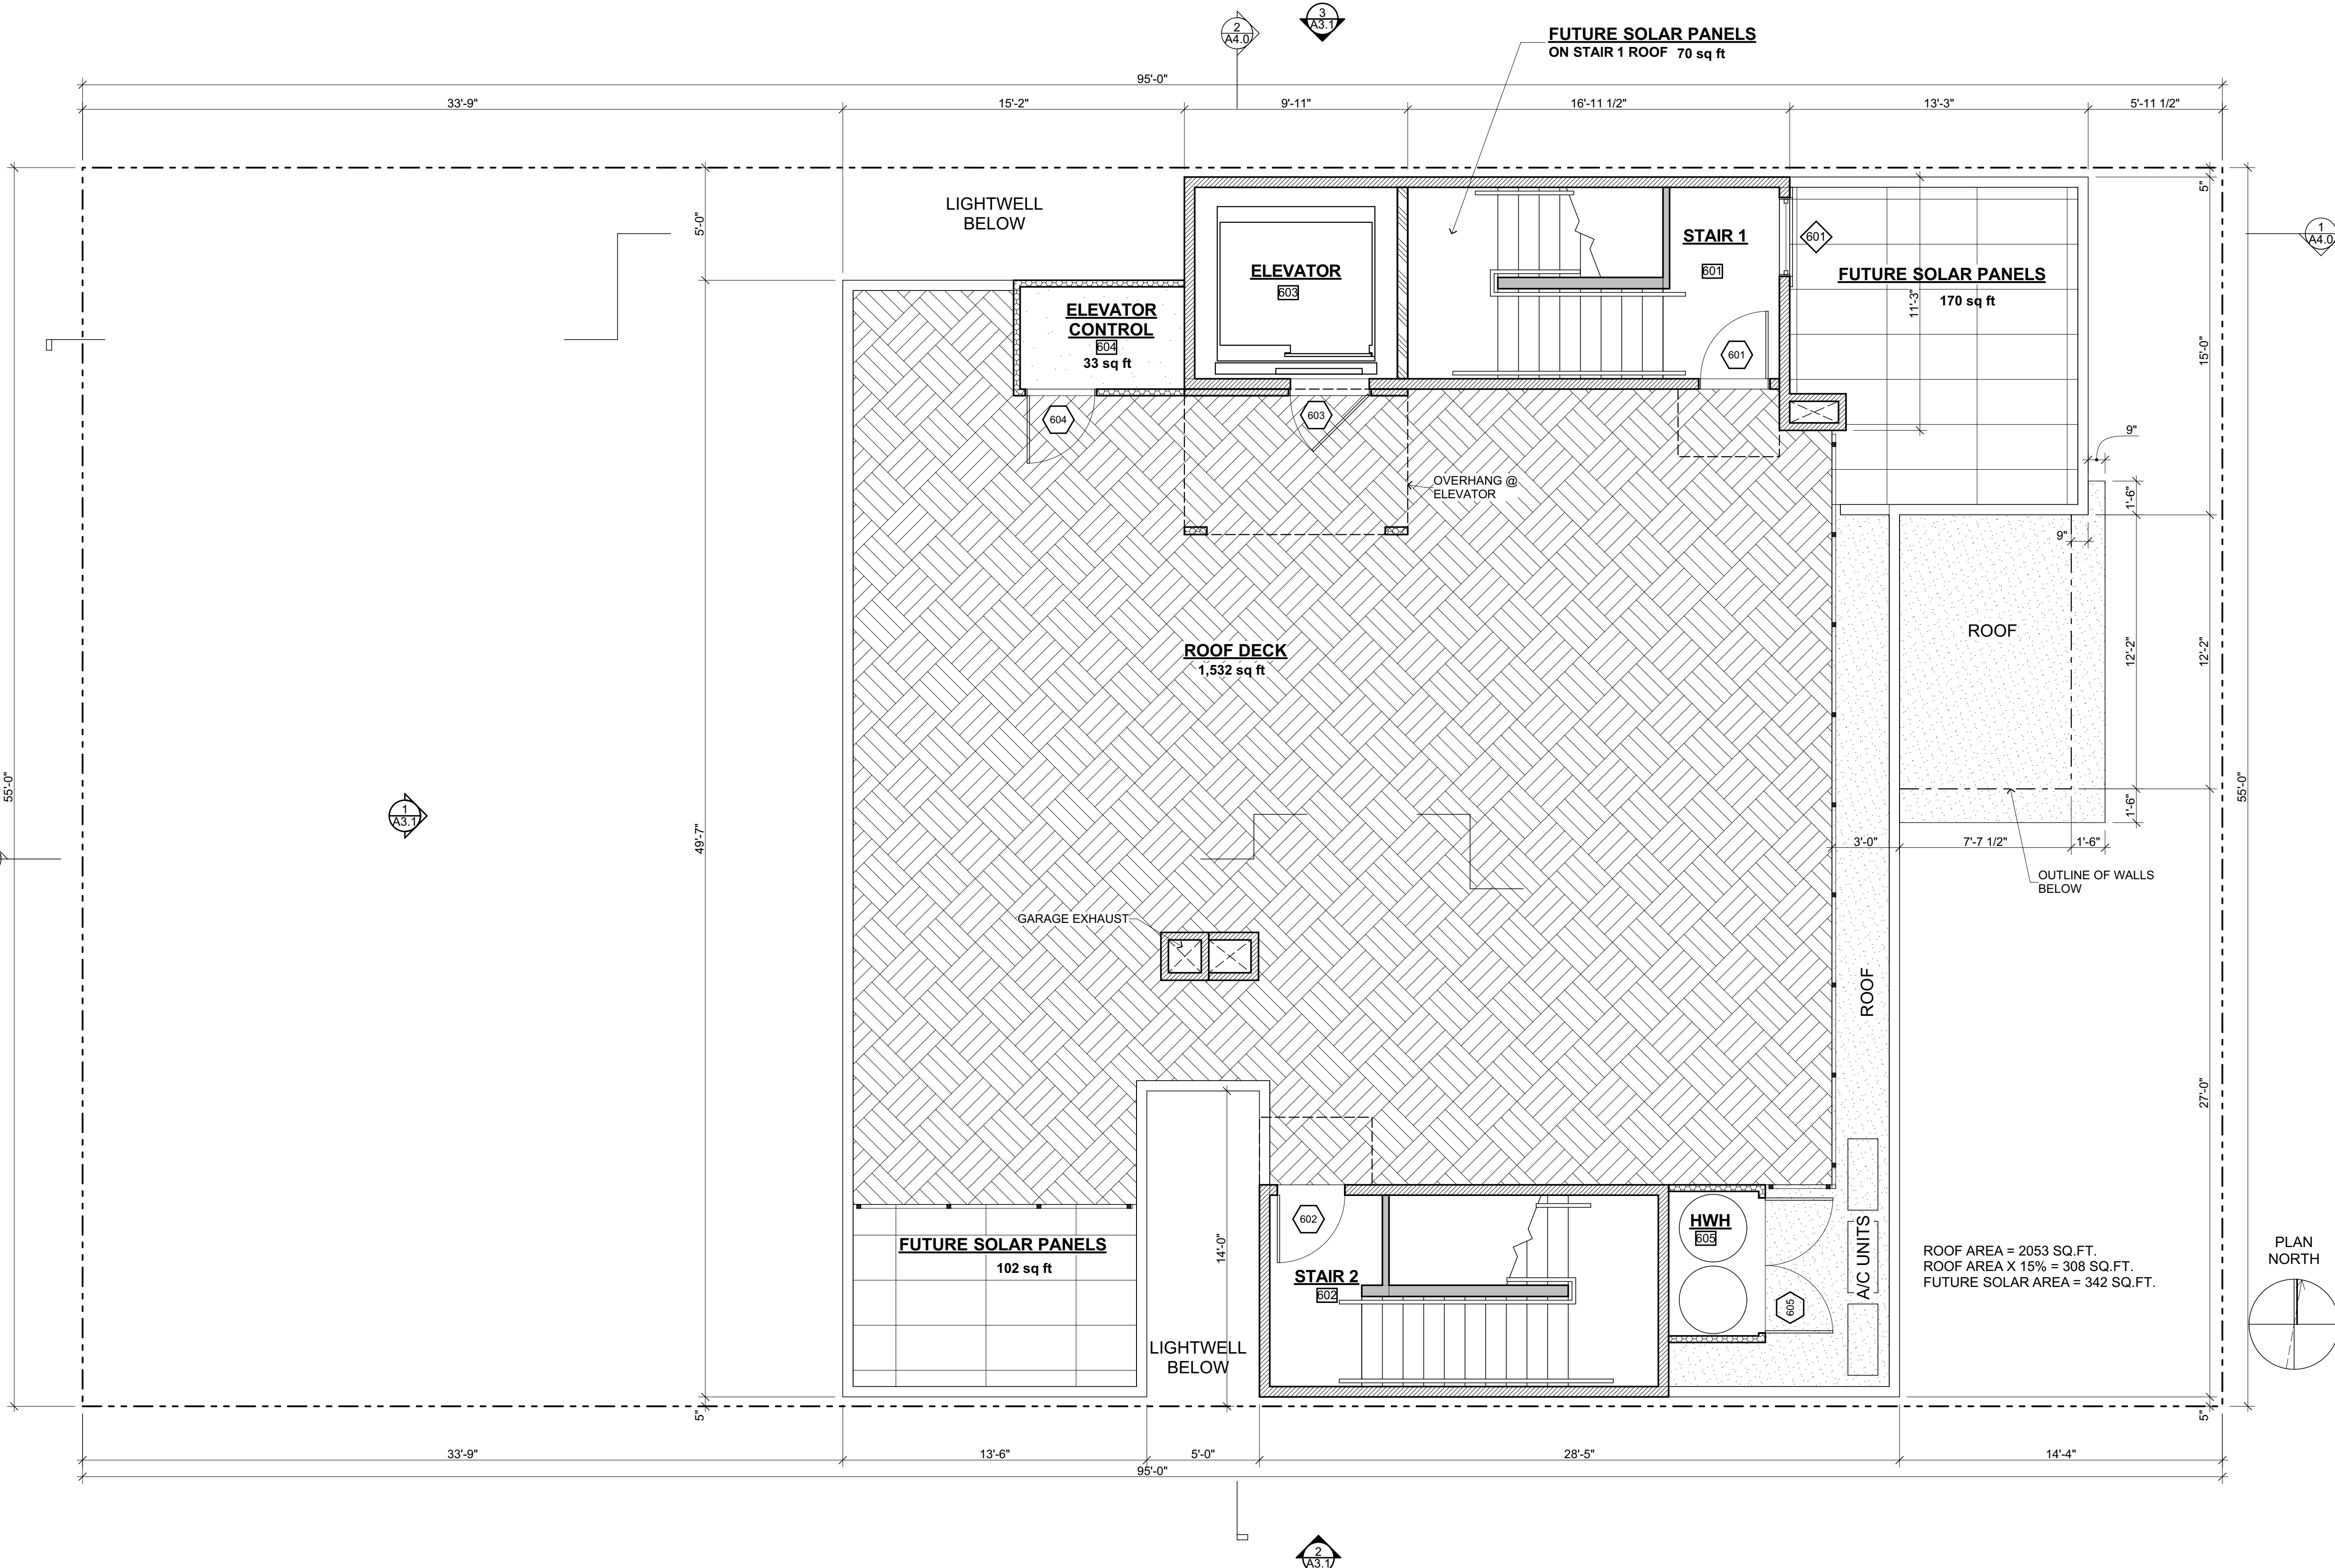 2
A4.0
3
A3.1
FUTURE SOLAR PANELS
ON STAIR 1 ROOF 70 sq ft
95'-0"
33'-9"
15'-2"
9'-11"
16'-11 1/2"
13'-3"
5'-11 1/2"
5"
5'-0"
LIGHTWELL
BELOW
ELEVATOR
603
STAIR 1
601
601
1
A4.0
FUTURE SOLAR PANELS
170 sq ft
11'-3"
ELEVATOR
CONTROL
604
33 sq ft
601
15'-0"
604
603
9"
OVERHANG @
ELEVATOR
1'-6"
9"
ROOF DECK
1,532 sq ft
ROOF
12'-2"
12'-2"
55'-0"
1
A3.1
49'-7"
55'-0"
1'-6"
3'-0"
7'-7 1/2"
1'-6"
OUTLINE OF WALLS
BELOW
GARAGE EXHAUST
ROOF
27'-0"
602
HWH
605
FUTURE SOLAR PANELS
102 sq ft
14'-0"
STAIR 2
602
605
A/C UNITS
ROOF AREA = 2053 SQ.FT.
ROOF AREA X 15% = 308 SQ.FT.
FUTURE SOLAR AREA = 342 SQ.FT.
PLAN
NORTH
LIGHTWELL
BELOW
5"
5"
33'-9"
13'-6"
5'-0"
28'-5"
14'-4"
95'-0"
2
A3.1